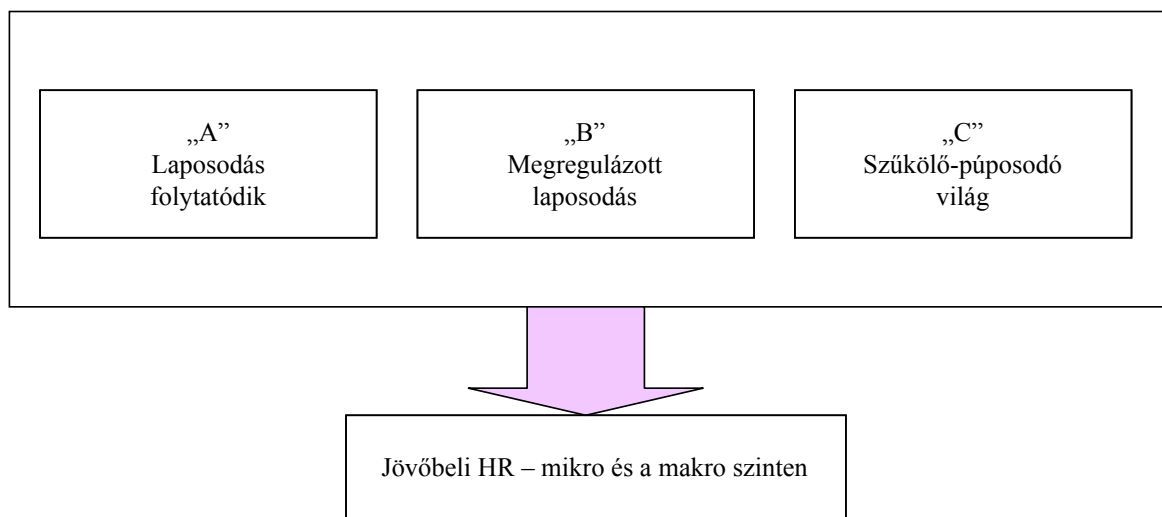 „A”
Laposodás
folytatódik
„B”
Megregulázott
laposodás
„C”
Szűkölő-púposodó
világ
Jövőbeli HR – mikro és a makro szinten